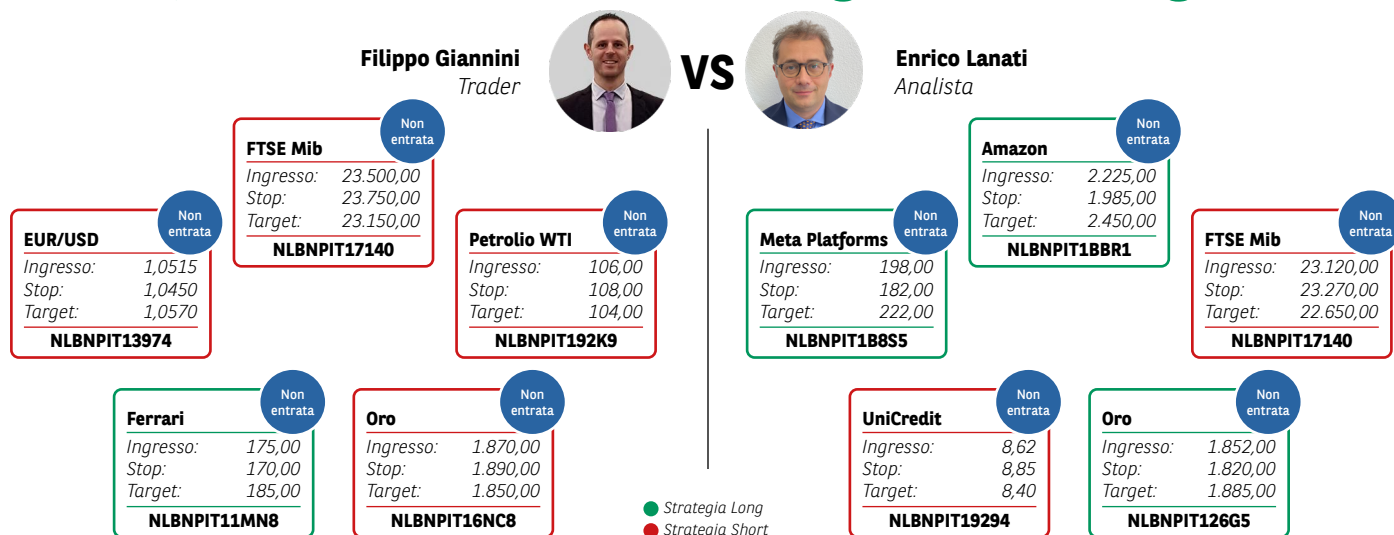 Filippo Giannini
Trader
VS
Enrico Lanati
Analista
Non
entrata
FTSE Mib
Ingresso: 23.500,00
Stop: 23.750,00
Target: 23.150,00
NLBNPIT17140
Non
entrata
EUR/USD
Ingresso: 1,0515
Stop: 1,0450
Target: 1,0570
NLBNPIT13974
Non
entrata
Petrolio WTI
Ingresso: 106,00
Stop: 108,00
Target: 104,00
NLBNPIT192K9
Non
entrata
Ferrari
Ingresso: 175,00
Stop: 170,00
Target: 185,00
NLBNPIT11MN8
Non
entrata
Oro
Ingresso: 1.870,00
Stop: 1.890,00
Target: 1.850,00
NLBNPIT16NC8
Non
entrata
Amazon
Ingresso: 2.225,00
Stop: 1.985,00
Target: 2.450,00
NLBNPIT1BBR1
Non
entrata
Meta Platforms
Ingresso: 198,00
Stop: 182,00
Target: 222,00
NLBNPIT1B8S5
Non
entrata
FTSE Mib
Ingresso: 23.120,00
Stop: 23.270,00
Target: 22.650,00
NLBNPIT17140
Non
entrata
UniCredit
Ingresso: 8,62
Stop: 8,85
Target: 8,40
NLBNPIT19294
Non
entrata
Oro
Ingresso: 1.852,00
Stop: 1.820,00
Target: 1.885,00
NLBNPIT126G5
Strategia Long
Strategia Short